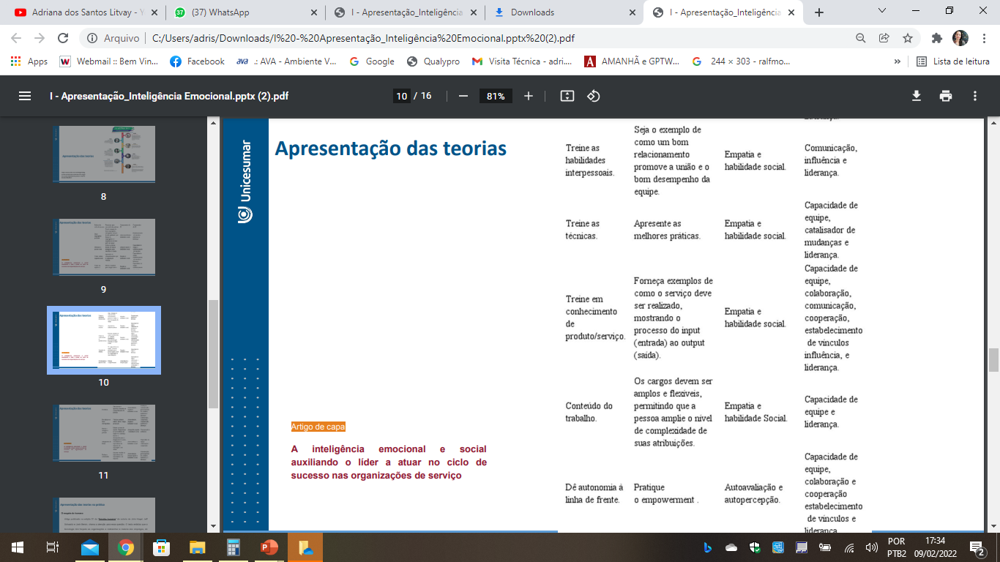 Adriana dos Santos Litvay - Y
(37) WhatsApp
I - Apresentação_Inteligência
Downloads
I - Apresentação_Inteligência
Arquivo
C:/Users/adris/Downloads/I%20-%20Apresentação_Inteligência%20Emocional.pptx%20(2).pdf
Apps
Webmail :: Bem Vin...
Facebook
.: AVA - Ambiente V...
Google
Qualypro
Visita Técnica - adri....
AMANHÃ e GPTW...
244 × 303 - ralfmo...
»
Lista de leitura
I - Apresentação_Inteligência Emocional.pptx (2).pdf
10 / 16
81%
8
9
10
11
Unicesumar
Apresentação das teorias
Artigo de capa
A inteligência emocional e social
auxiliando o líder a atuar no ciclo de
sucesso nas organizações de serviço
Treine as
habilidades
interpessoais.
Seja o exemplo de
como um bom
relacionamento
promove a união e o
bom desempenho da
equipe.
Empatia e
habilidade social.
Comunicação,
influência e
liderança.
Treine as
técnicas.
Apresente as
melhores práticas.
Empatia e
habilidade social.
Capacidade de
equipe,
catalisador de
mudanças e
liderança.
Treine em
conhecimento
de
produto/serviço.
Forneça exemplos de
como o serviço deve
ser realizado,
mostrando o
processo do input
(entrada) ao output
(saída).
Empatia e
habilidade social.
Capacidade de
equipe,
colaboração,
comunicação,
cooperação,
estabelecimento
de vínculos
influência, e
liderança.
Conteúdo do
trabalho.
Os cargos devem ser
amplos e flexíveis,
permitindo que a
pessoa amplie o nível
de complexidade de
suas atribuições.
Empatia e
habilidade Social.
Capacidade de
equipe e
liderança.
Dê autonomia à
linha de frente.
Pratique
o empowerment .
Autoavaliação e
autopercepção.
Capacidade de
equipe,
colaboração e
cooperação
estabelecimento
de vínculos e
liderança
POR
PTB2
17:34
09/02/2022
2